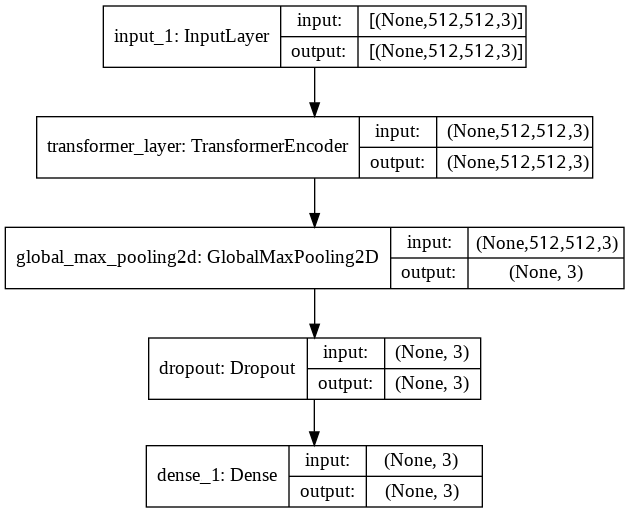 input_1: InputLayer
input:
[(None,512,512,3)]
output:
[(None,512,512,3)]
transformer_layer: TransformerEncoder
input:
(None,512,512,3)
output:
(None,512,512,3)
global_max_pooling2d: GlobalMaxPooling2D
input:
(None,512,512,3)
output:
(None, 3)
dropout: Dropout
input:
(None, 3)
output:
(None, 3)
dense_1: Dense
input:
(None, 3)
output:
(None, 3)